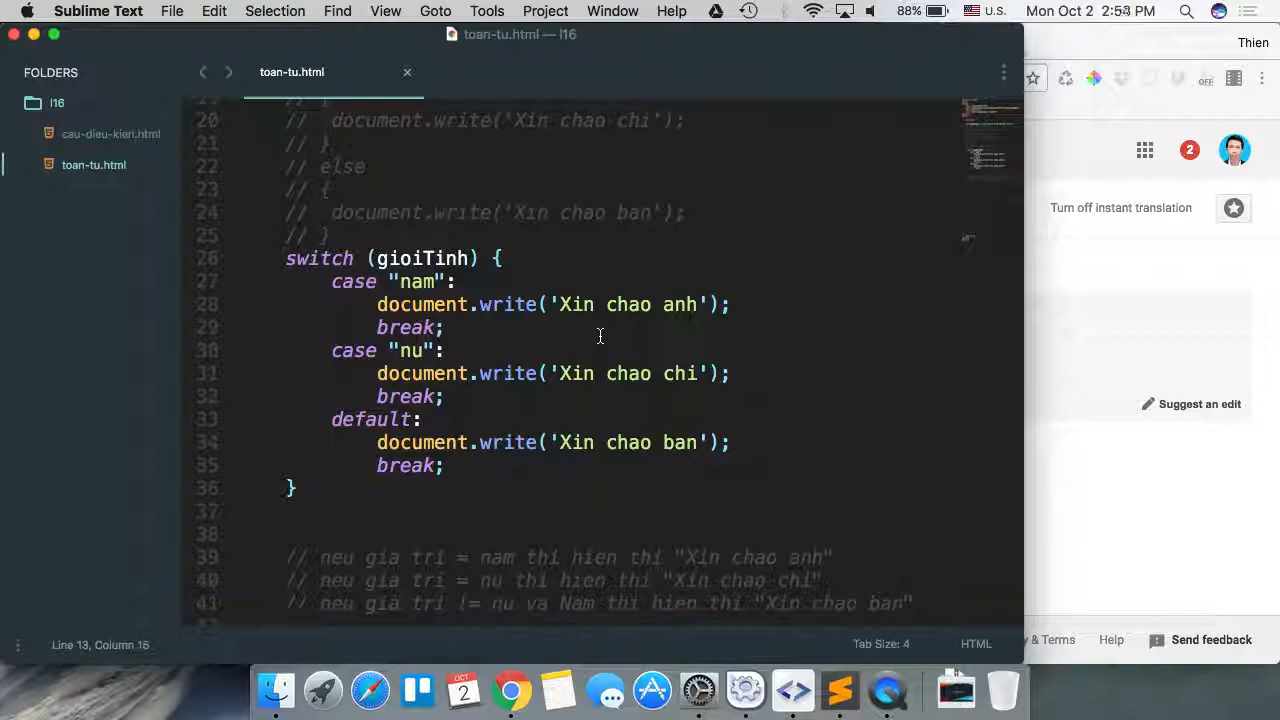 Sublime Text File Edit Selection Find View Goto Tools Project Window Help 88% U.S. Mon Oct 2 2:53 PM
toan-tu.html — l16
Thien
FOLDERS
toan-tu.html
l16
OFF
cau-dieu-kien.html
toan-tu.html
2
Turn off instant translation
// {
20 // document.write('Xin chao chi');
21 // }
22 // else
23 // {
24 // document.write('Xin chao ban');
25 // }
26 switch (gioiTinh) {
27 case "nam":
28 document.write('Xin chao anh');
29 break;
30 case "nu":
31 document.write('Xin chao chi');
32 break;
33 default:
34 document.write('Xin chao ban');
35 break;
36 }
37
38
39 // neu gia tri = nam thi hien thi "Xin chao anh"
40 // neu gia tri = nu thi hien thi "Xin chao chi"
41 // neu gia tri != nu va Nam thi hien thi "Xin chao ban"
Suggest an edit
Line 13, Column 15
Tab Size: 4
HTML
y & Terms Help Send feedback
OCT
2